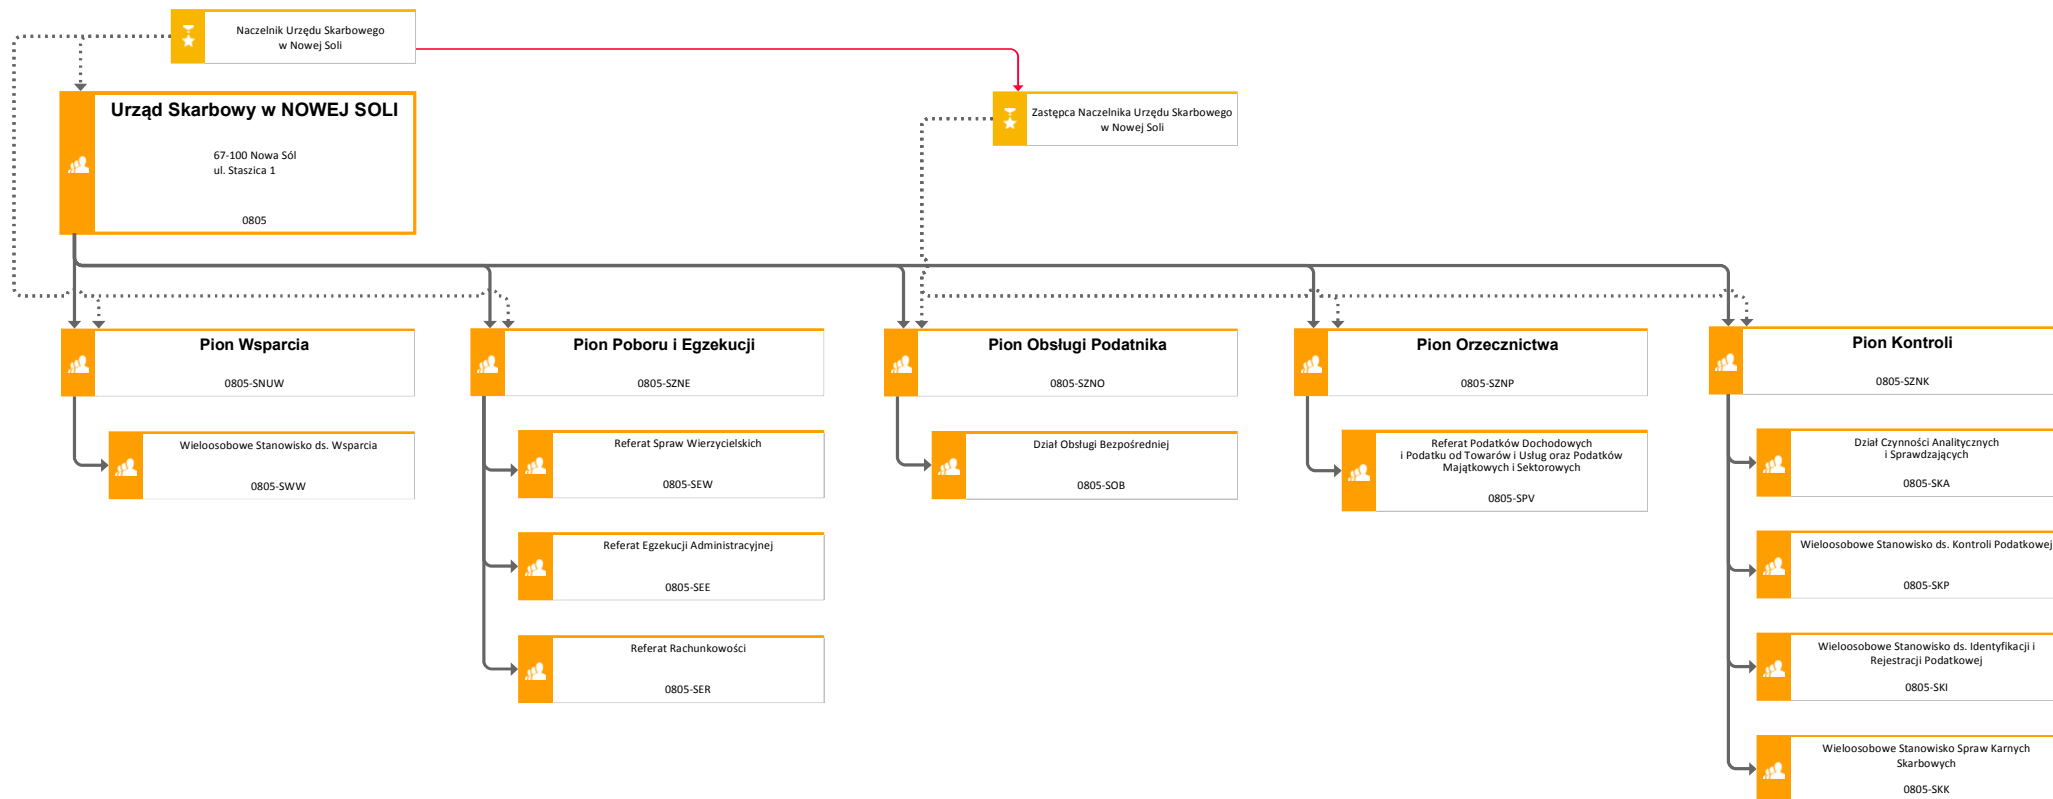 Naczelnik Urzędu Skarbowego
w Nowej Soli
Urząd Skarbowy w NOWEJ SOLI
67-100 Nowa Sól
ul. Staszica 1
0805
Zastępca Naczelnika Urzędu Skarbowego
w Nowej Soli
Pion Wsparcia
0805-SNUW
Wieloosobowe Stanowisko ds. Wsparcia
0805-SWW
Pion Poboru i Egzekucji
0805-SZNE
Referat Spraw Wierzycielskich
0805-SEW
Referat Egzekucji Administracyjnej
0805-SEE
Referat Rachunkowości
0805-SER
Pion Obsługi Podatnika
0805-SZNO
Dział Obsługi Bezpośredniej
0805-SOB
Pion Orzecznictwa
0805-SZNP
Referat Podatków Dochodowych
i Podatku od Towarów i Usług oraz Podatków
Majątkowych i Sektorowych
0805-SPV
Pion Kontroli
0805-SZNK
Dział Czynności Analitycznych
i Sprawdzających
0805-SKA
Wieloosobowe Stanowisko ds. Kontroli Podatkowej
0805-SKP
Wieloosobowe Stanowisko ds. Identyfikacji i
Rejestracji Podatkowej
0805-SKI
Wieloosobowe Stanowisko Spraw Karnych
Skarbowych
0805-SKK